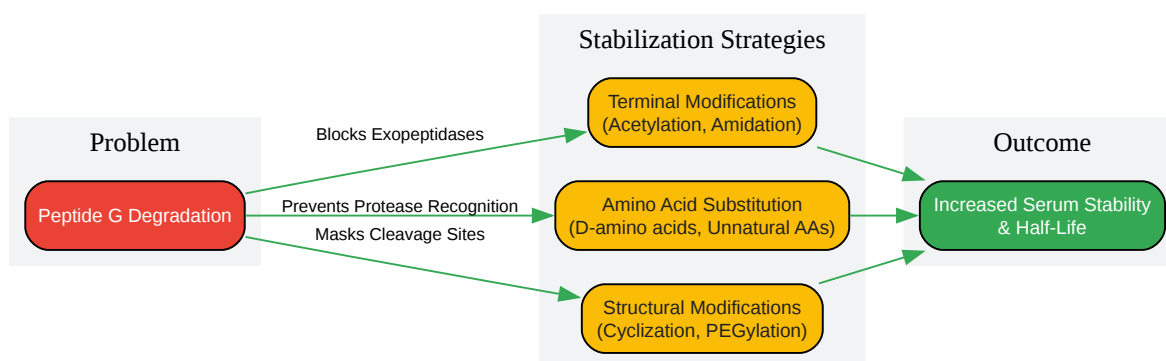 Problem
Peptide G Degradation
Blocks Exopeptidases
Prevents Protease Recognition
Masks Cleavage Sites
Stabilization Strategies
Terminal Modifications
(Acetylation, Amidation)
Amino Acid Substitution
(D-amino acids, Unnatural AAs)
Structural Modifications
(Cyclization, PEGylation)
Outcome
Increased Serum Stability
& Half-Life